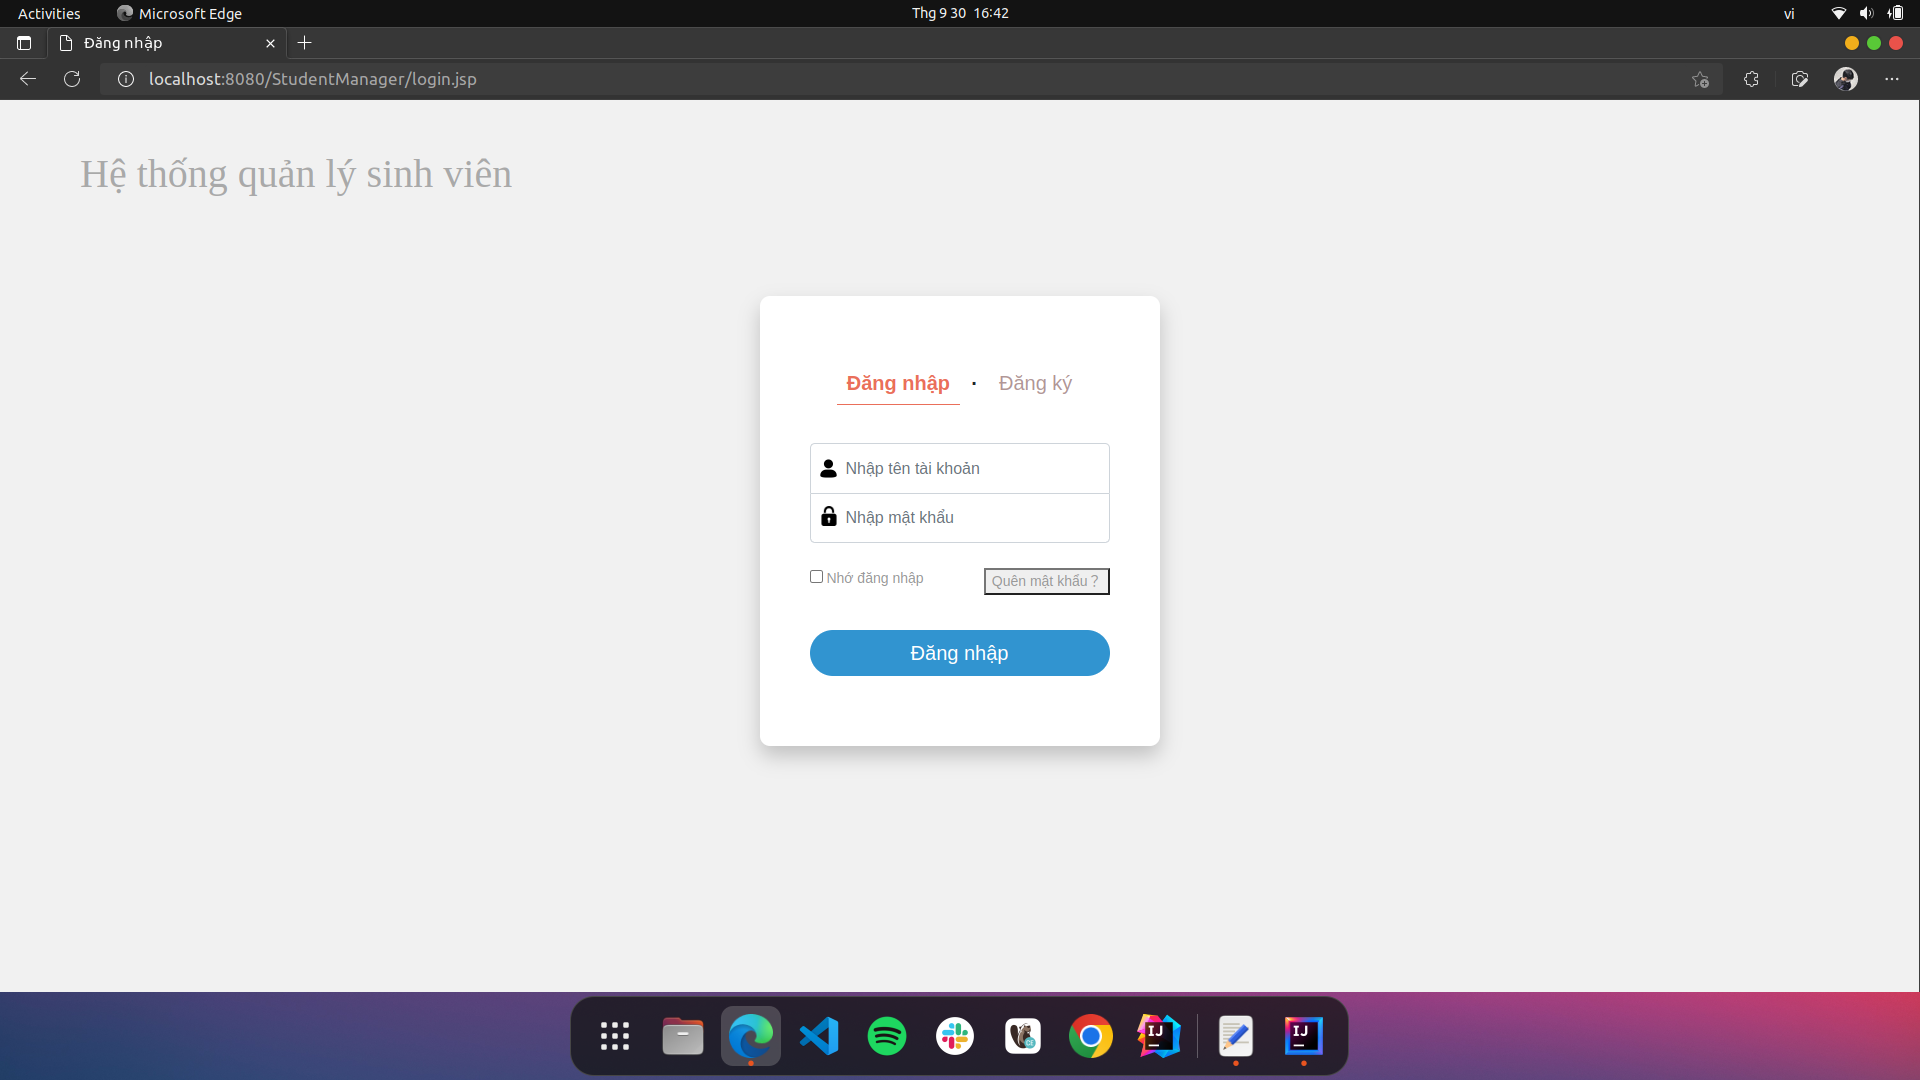 Activities
Microsoft Edge
Thg 9 30 16:42
vi
Đăng nhập
localhost:8080/StudentManager/login.jsp
Hệ thống quản lý sinh viên
Đăng nhập · Đăng ký
Nhập tên tài khoản
Nhập mật khẩu
Nhớ đăng nhập
Quên mật khẩu ?
Đăng nhập
IJ
IJ